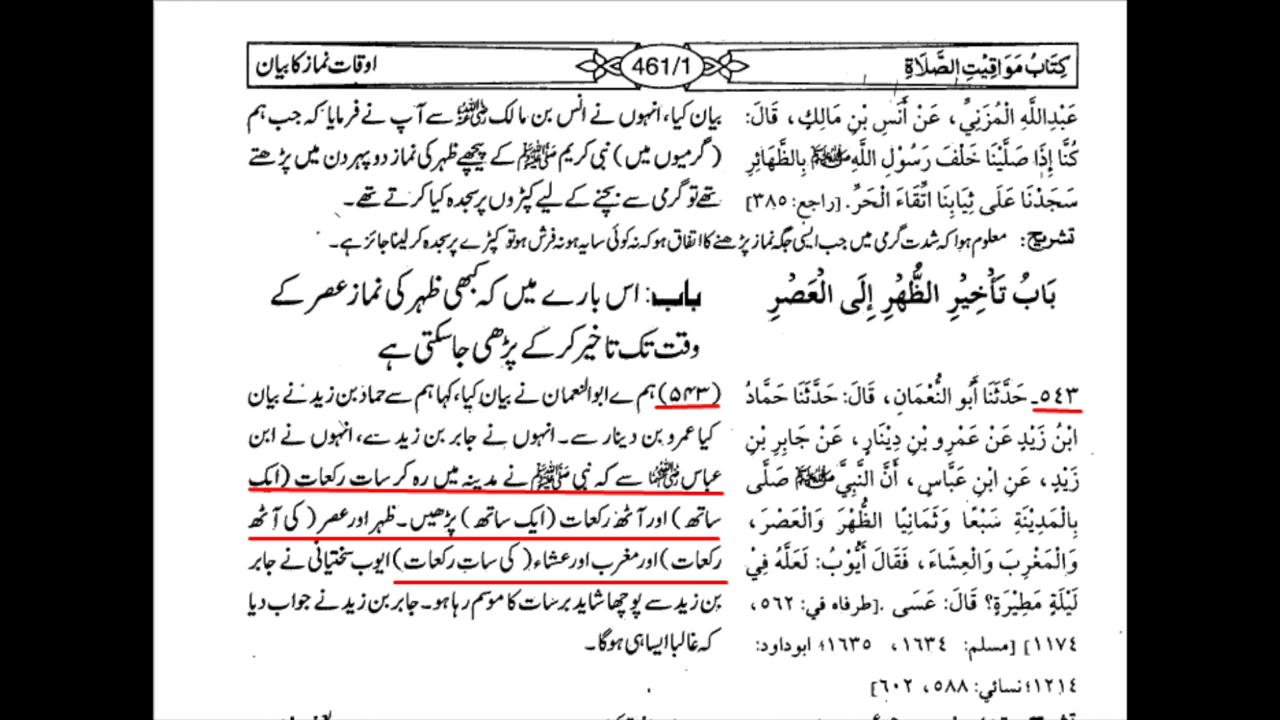 كِتَابُ مَوَاقِيْتِ الصَّلَاةِ
461/1
اوقات نماز کا بیان
عَبْدِاللَّهِ الْمُزَنِيِّ، عَنْ أَنَسِ بْنِ مَالِكٍ، قَالَ:
كُنَّا إِذَا صَلَّيْنَا خَلْفَ رَسُوْلِ اللَّهِ ﷺ بِالظَّهَائِرِ
سَجَدْنَا عَلَى ثِيَابِنَا اتِّقَاءَ الْحَرِّ. [راجع: ٣٨٥]
بیان کیا، انہوں نے انس بن مالک رضی اللہ عنہ سے آپ نے فرمایا کہ جب ہم
(گرمیوں میں) نبی کریم ﷺ کے پیچھے ظہر کی نماز دوپہر دن میں پڑھتے
تھے تو گرمی سے بچنے کے لیے کپڑوں پر سجدہ کیا کرتے تھے۔
تشریح: معلوم ہوا کہ شدت گرمی میں جب ایسی جگہ نماز پڑھنے کا اتفاق ہو کہ نہ کوئی سایہ ہو نہ فرش ہو تو کپڑے پر سجدہ کر لینا جائز ہے۔
بَابُ تَأْخِيْرِ الظُّهْرِ إِلَى الْعَصْرِ
باب: اس بارے میں کہ کبھی ظہر کی نماز عصر کے
وقت تک تاخیر کر کے پڑھی جاسکتی ہے
٥٤٣۔ حَدَّثَنَا أَبُو النُّعْمَانِ، قَالَ: حَدَّثَنَا حَمَّادُ
ابْنُ زَيْدٍ عَنْ عَمْرِو بْنِ دِيْنَارٍ، عَنْ جَابِرِ بْنِ
زَيْدٍ، عَنِ ابْنِ عَبَّاسٍ، أَنَّ النَّبِيَّ ﷺ صَلَّى
بِالْمَدِيْنَةِ سَبْعًا وَثَمَانِيًا الظُّهْرَ وَالْعَصْرَ،
وَالْمَغْرِبَ وَالْعِشَاءَ، فَقَالَ أَيُّوْبُ: لَعَلَّهُ فِيْ
لَيْلَةٍ مَطِيْرَةٍ؟ قَالَ: عَسَى. [طرفاه في: ٥٦٢،
١١٧٤] [مسلم: ١٦٣٤، ١٦٣٥؛ ابوداود:
١٢١٤؛ نسائي: ٥٨٨، ٦٠٢]
(۵۴۳) ہم سے ابوالنعمان نے بیان کیا، کہا ہم سے حماد بن زید نے بیان
کیا عمرو بن دینار سے۔ انہوں نے جابر بن زید سے، انہوں نے ابن
عباس رضی اللہ عنہما سے کہ نبی ﷺ نے مدینہ میں رہ کر سات رکعات (ایک
ساتھ) اور آٹھ رکعات (ایک ساتھ) پڑھیں۔ ظہر اور عصر (کی آٹھ
رکعات) اور مغرب اور عشاء (کی سات رکعات) ایوب سختیانی نے جابر
بن زید سے پوچھا شاید برسات کا موسم رہا ہو۔ جابر بن زید نے جواب دیا
کہ غالبا ایسا ہی ہوگا۔